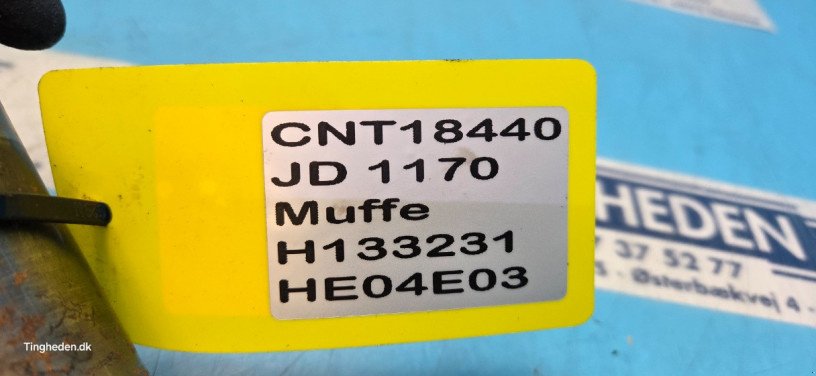 CNT18440
JD 1170
Muffe
H133231
HE04E03
HEDEN
37 52 77
Østerbækvej 4
Tingheden.dk